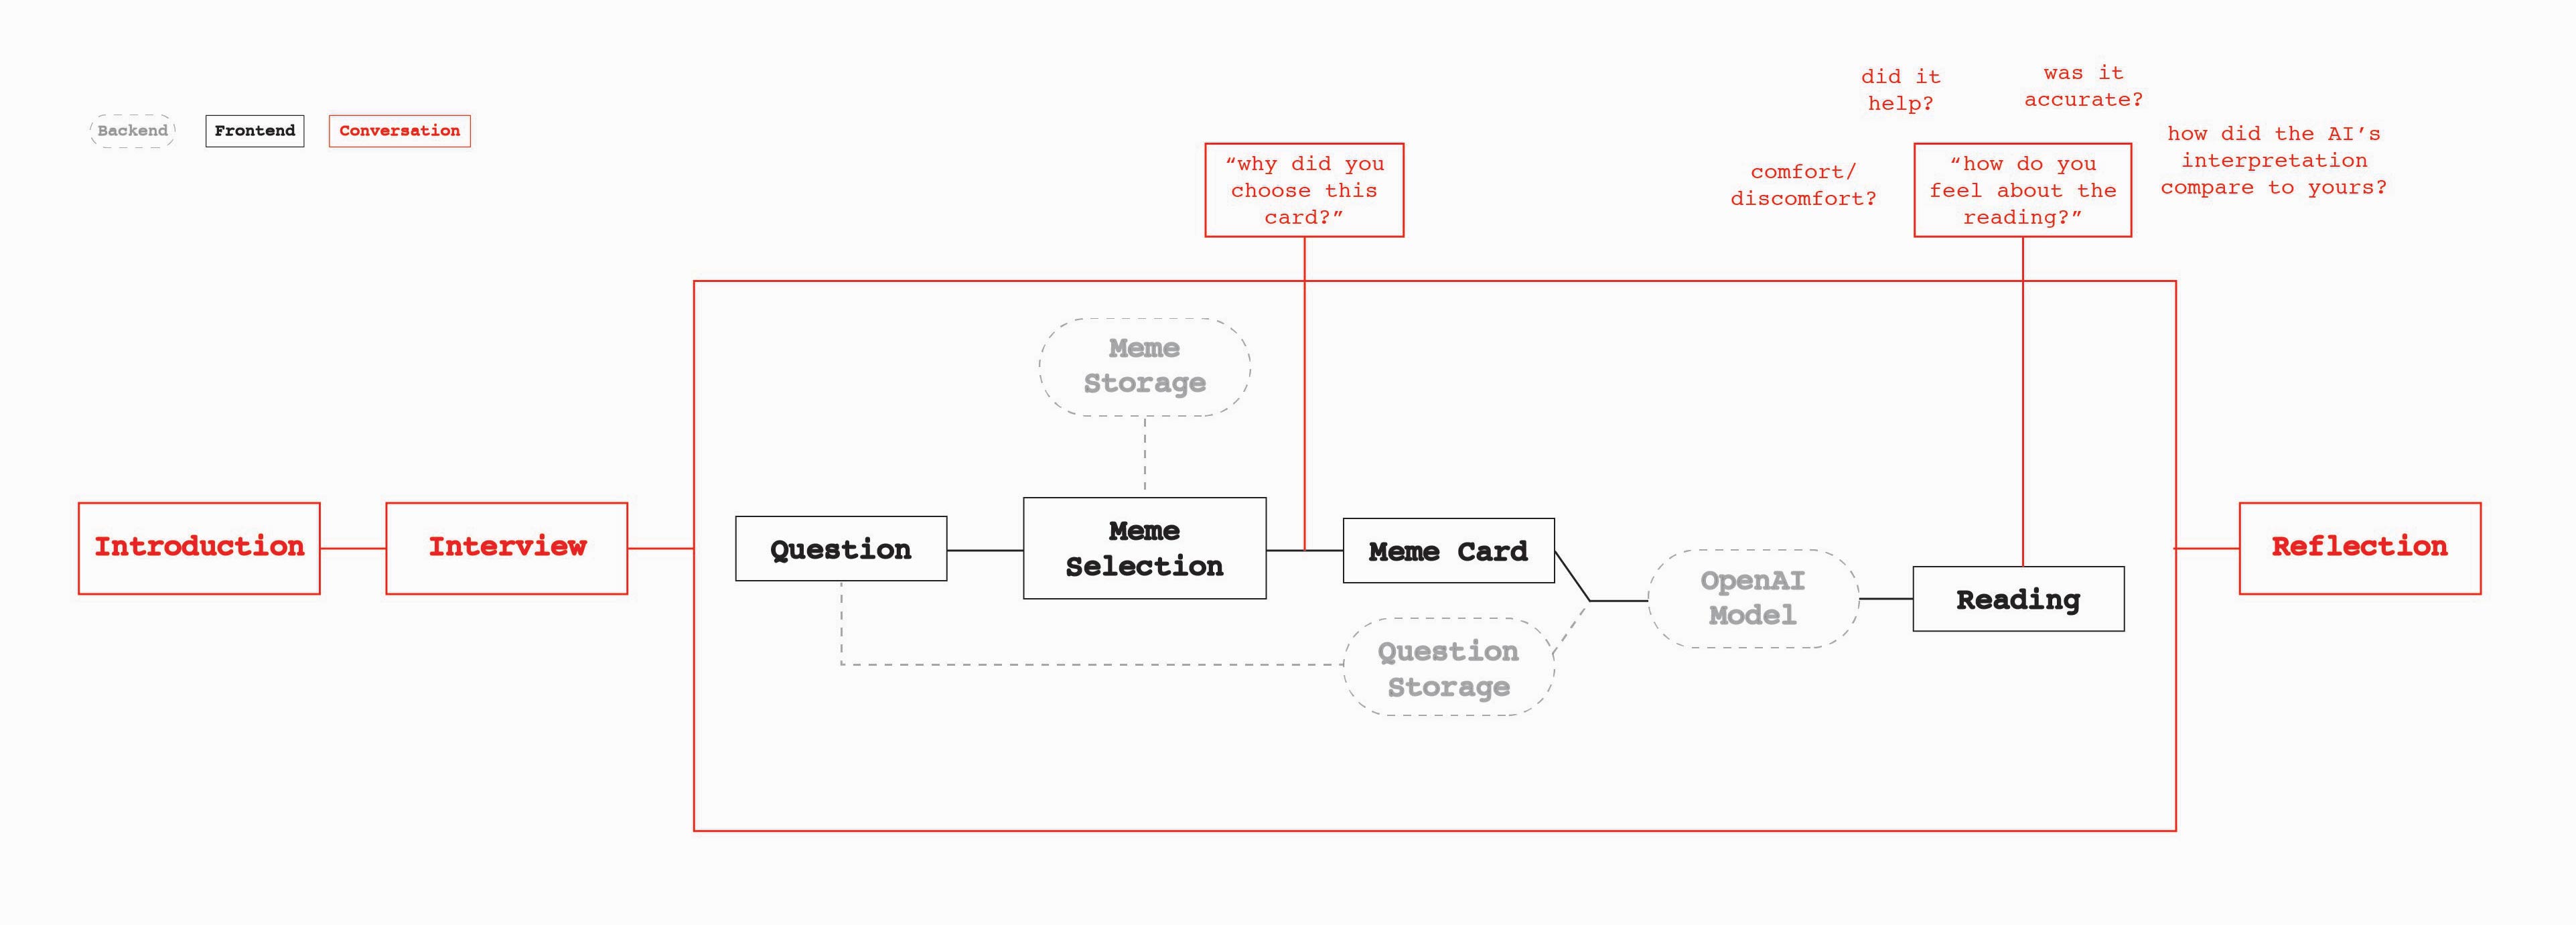 Backend
Frontend
Conversation
did it
help?
was it
accurate?
how did the AI’s
interpretation
compare to yours?
comfort/
discomfort?
“why did you
choose this
card?”
“how do you
feel about the
reading?”
Meme
Storage
Introduction
Interview
Question
Meme
Selection
Meme Card
Question
Storage
OpenAI
Model
Reading
Reflection